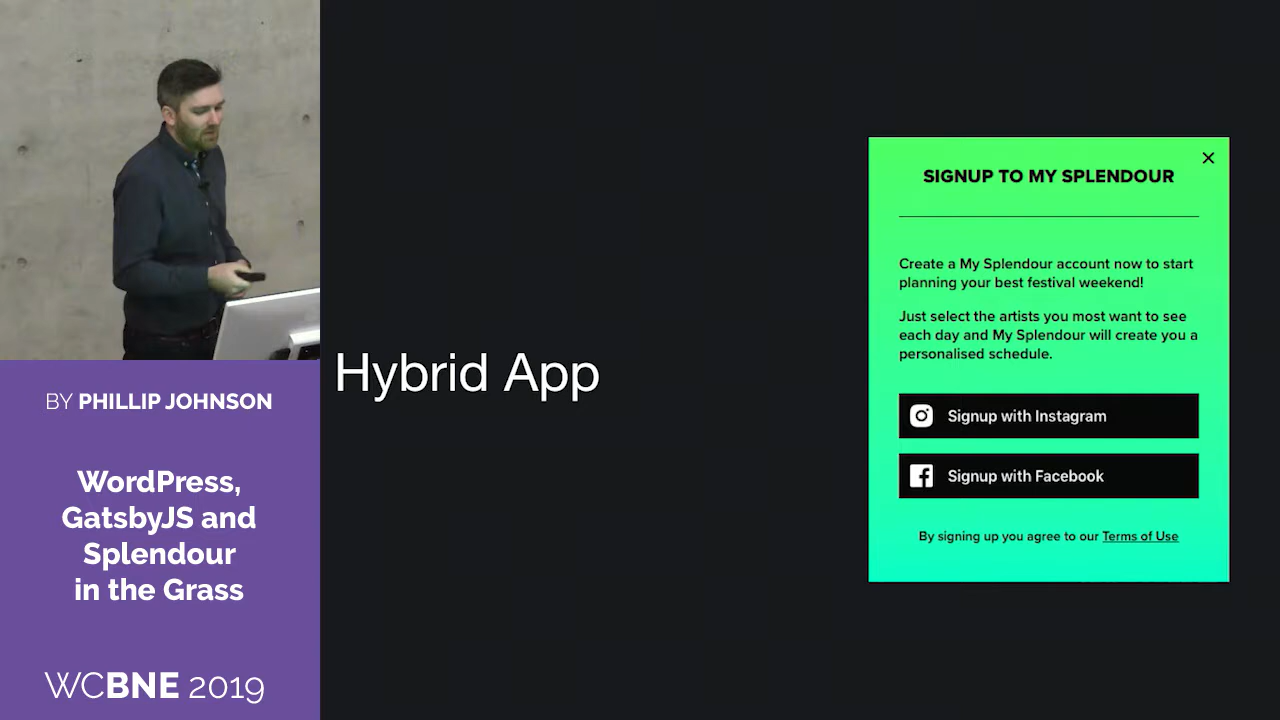 BY PHILLIP JOHNSON
WordPress,
GatsbyJS and
Splendour
in the Grass
WCBNE 2019
Hybrid App
SIGNUP TO MY SPLENDOUR
Create a My Splendour account now to start
planning your best festival weekend!
Just select the artists you most want to see
each day and My Splendour will create you a
personalised schedule.
Signup with Instagram
Signup with Facebook
By signing up you agree to our Terms of Use